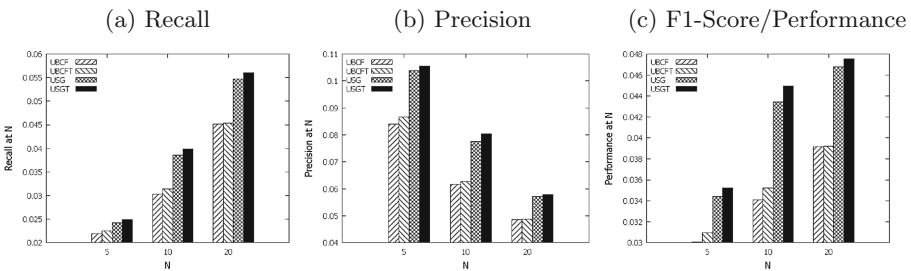 (a) Recall
(b) Precision
(c) F1-Score/Performance
Recall at N
0.06
0.055
0.05
0.045
0.04
0.035
0.03
0.025
0.02
UBCF
UBCFT
USG
USGT
5
10
20
N
Precision at N
0.11
0.1
0.09
0.08
0.07
0.06
0.05
0.04
UBCF
UBCFT
USG
USGT
5
10
20
N
Performance at N
0.048
0.046
0.044
0.042
0.04
0.038
0.036
0.034
0.032
0.03
UBCF
UBCFT
USG
USGT
5
10
20
N